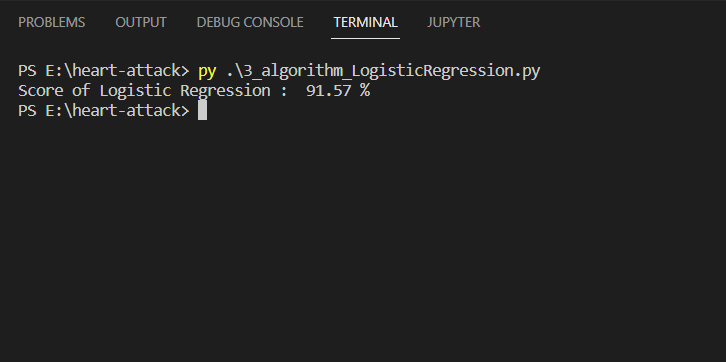 PROBLEMS OUTPUT DEBUG CONSOLE TERMINAL JUPYTER
PS E:\heart-attack> py .\3_algorithm_LogisticRegression.py
Score of Logistic Regression :  91.57 %
PS E:\heart-attack>